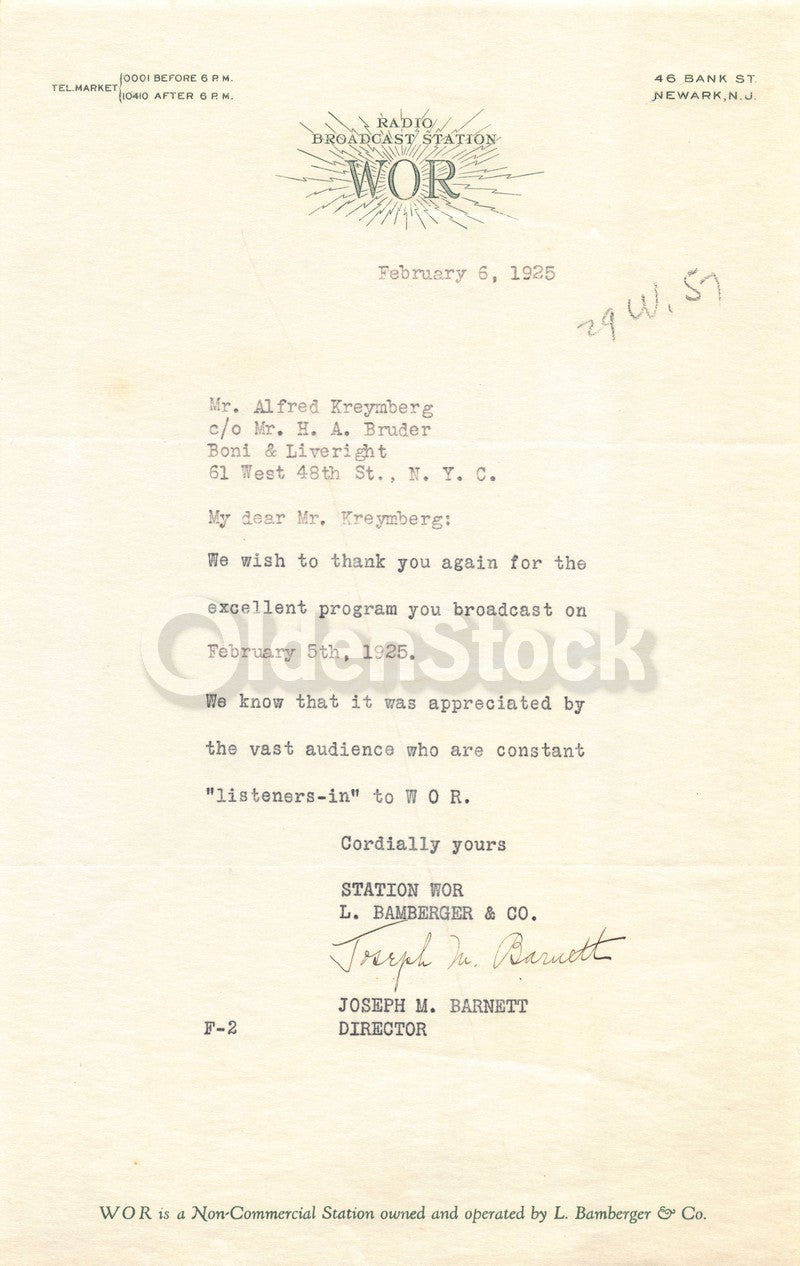 TEL. MARKET {0001 BEFORE 6 P.M.
10410 AFTER 6 P.M.
46 BANK ST.
NEWARK, N.J.
RADIO
BROADCAST STATION
WOR
February 6, 1925
29 W. 57
Mr. Alfred Kreymberg
c/o Mr. H. A. Bruder
Boni & Liveright
61 West 48th St., N. Y. C.
My dear Mr. Kreymberg:
We wish to thank you again for the
excellent program you broadcast on
OldenStock
February 5th, 1925.
We know that it was appreciated by
the vast audience who are constant
"listeners-in" to W O R.
Cordially yours
STATION WOR
L. BAMBERGER & CO.
Joseph M. Barnett
JOSEPH M. BARNETT
F-2 DIRECTOR
WOR is a Non-Commercial Station owned and operated by L. Bamberger & Co.